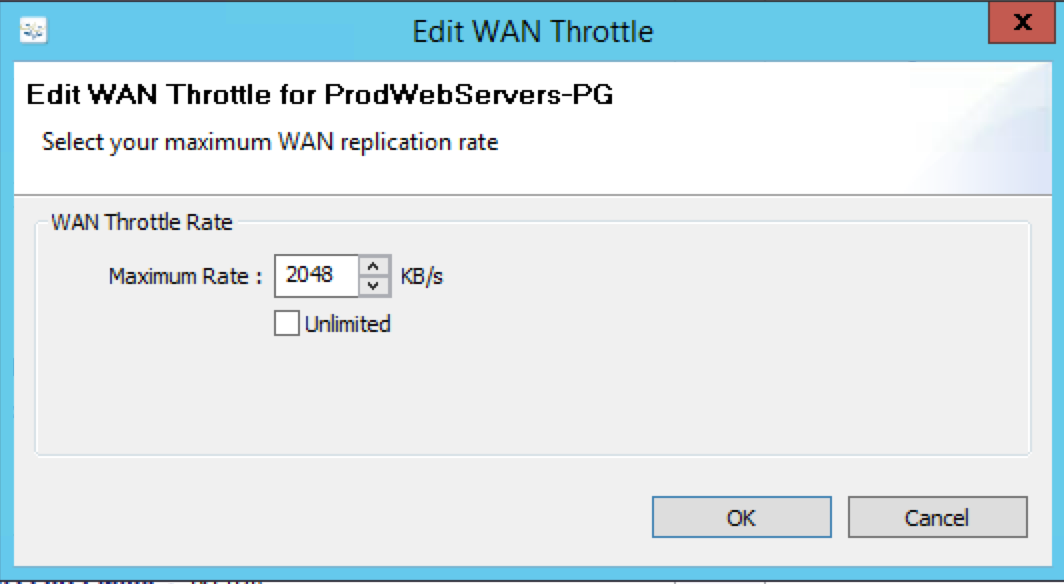 Edit WAN Throttle
X
Edit WAN Throttle for ProdWebServers-PG
Select your maximum WAN replication rate
WAN Throttle Rate
Maximum Rate : 2048 KB/s
Unlimited
OK Cancel